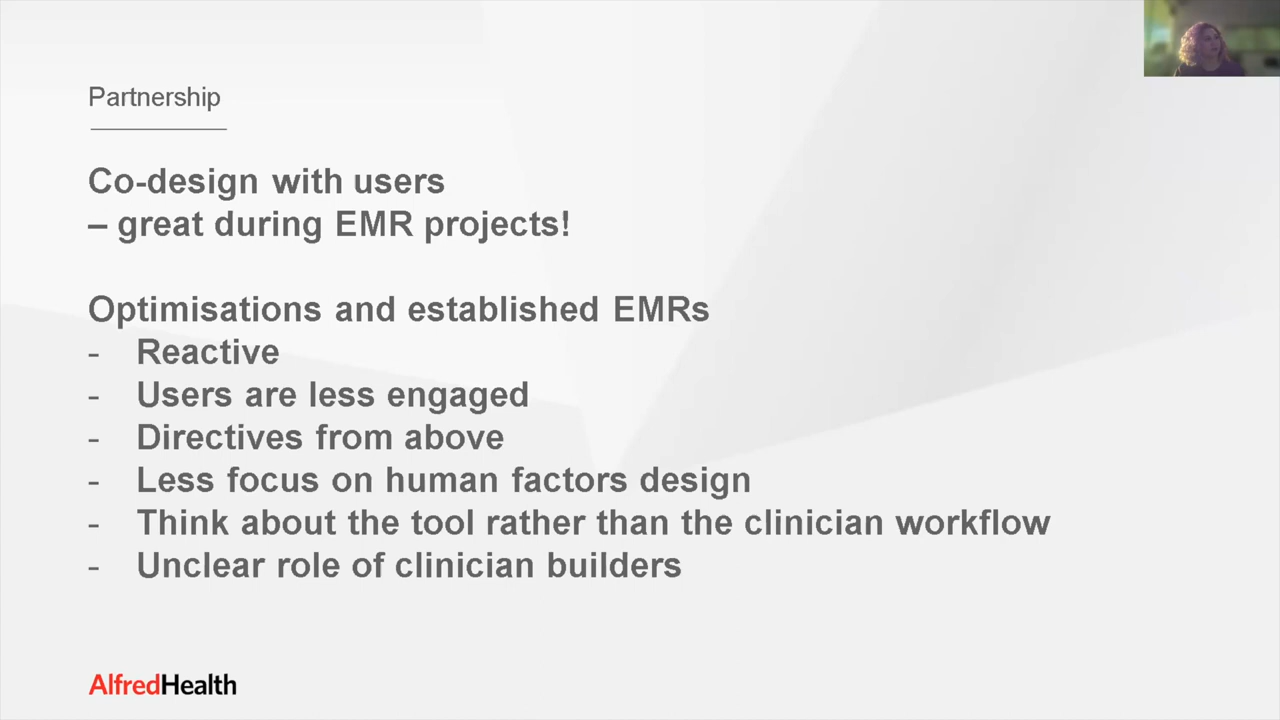 Partnership
Co-design with users
– great during EMR projects!
Optimisations and established EMRs
- Reactive
- Users are less engaged
- Directives from above
- Less focus on human factors design
- Think about the tool rather than the clinician workflow
- Unclear role of clinician builders
AlfredHealth